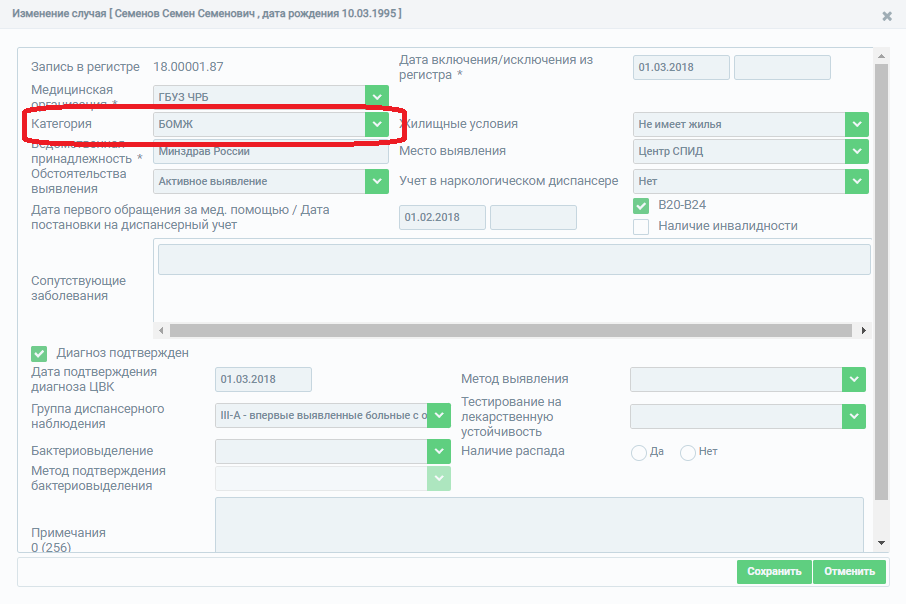 Изменение случая [ Семенов Семен Семенович , дата рождения 10.03.1995 ]
Запись в регистре 18.00001.87
Дата включения/исключения из
регистра * 01.03.2018
Медицинская
организация * ГБУЗ ЧРБ
Категория БОМЖ
Жилищные условия Не имеет жилья
Ведомственная
принадлежность * Минздрав России
Место выявления Центр СПИД
Обстоятельства
выявления Активное выявление
Учет в наркологическом диспансере Нет
Дата первого обращения за мед. помощью / Дата
постановки на диспансерный учет 01.02.2018
B20-B24
Наличие инвалидности
Сопутствующие
заболевания
Диагноз подтвержден
Дата подтверждения
диагноза ЦВК 01.03.2018
Метод выявления
Группа диспансерного
наблюдения III-А - впервые выявленные больные с о
Тестирование на
лекарственную
устойчивость
Бактериовыделение
Наличие распада Да Нет
Метод подтверждения
бактериовыделения
Примечания
0 (256)
Сохранить Отменить